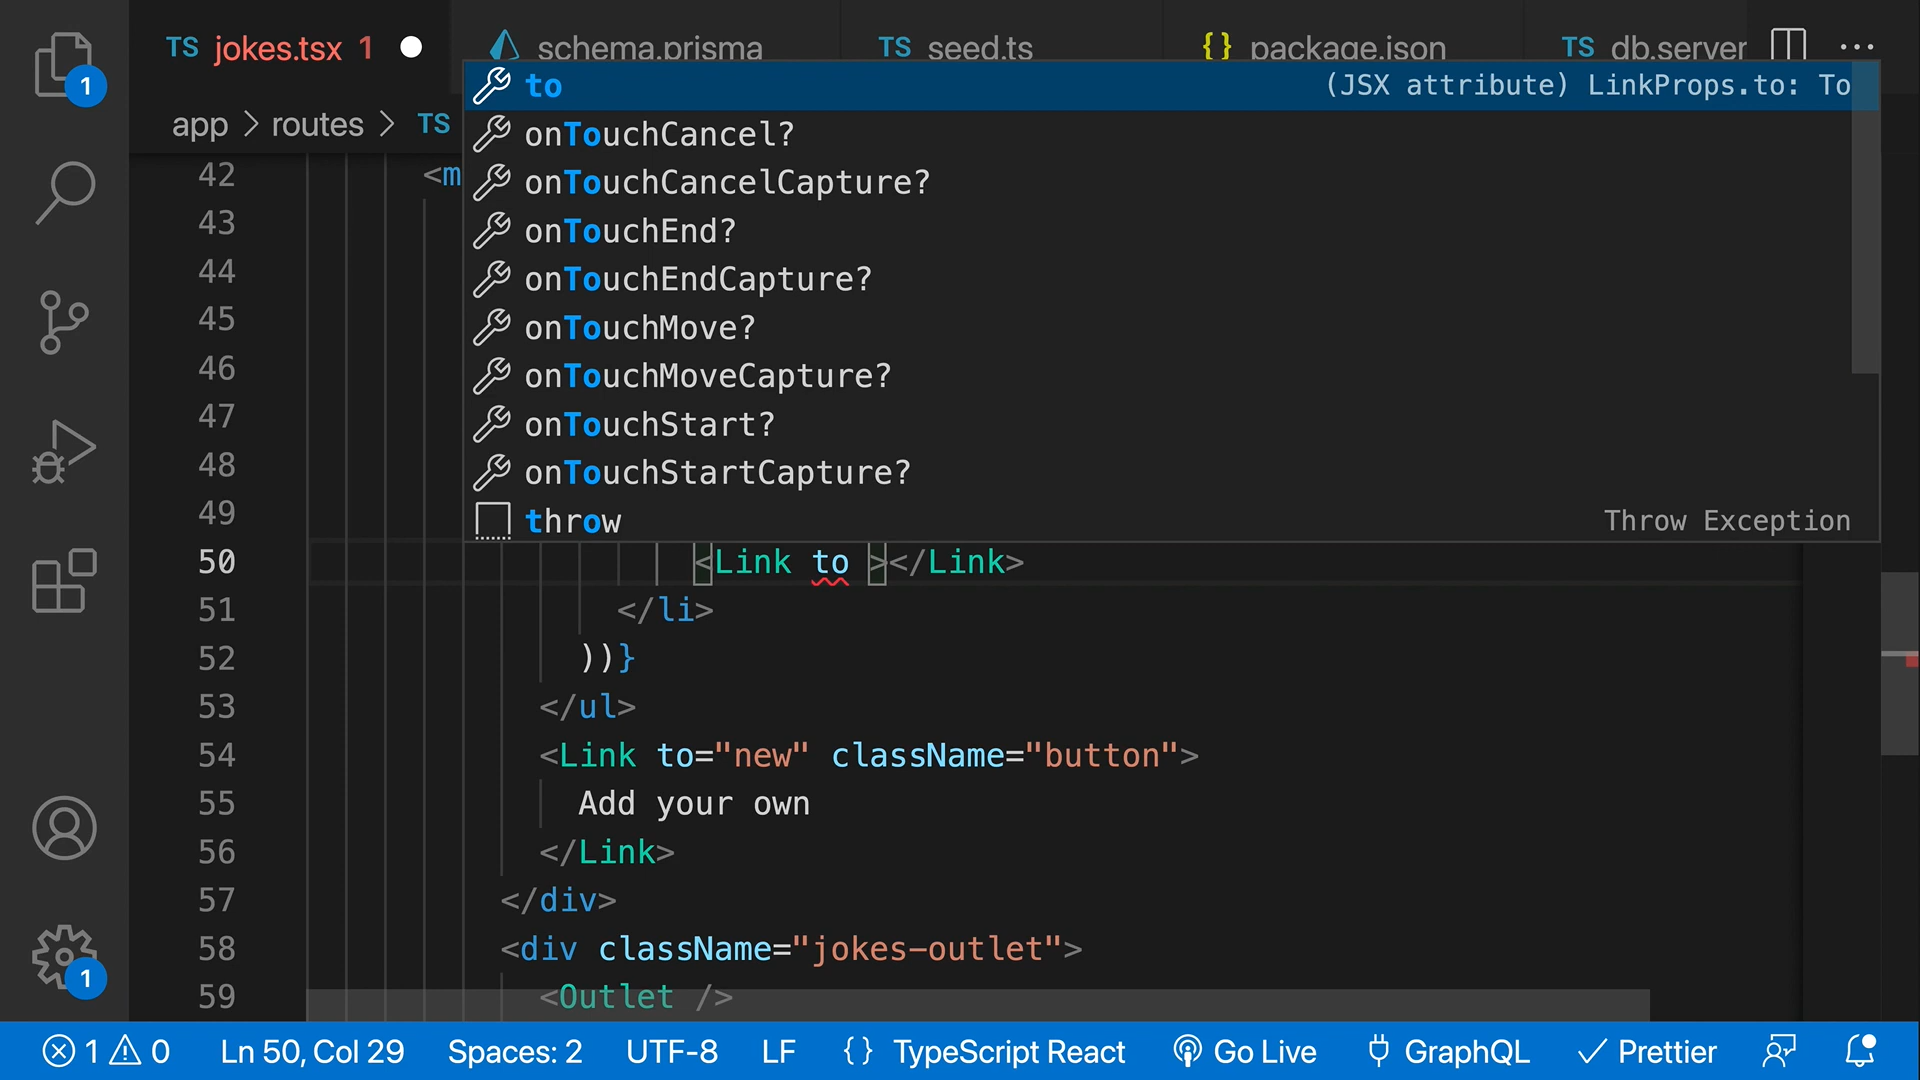 TS jokes.tsx 1
schema.prisma
TS seed.ts
{} package.json
TS db.server
···
app > routes > TS
to (JSX attribute) LinkProps.to: To
onTouchCancel?
onTouchCancelCapture?
onTouchEnd?
onTouchEndCapture?
onTouchMove?
onTouchMoveCapture?
onTouchStart?
onTouchStartCapture?
throw Throw Exception
1
42 <m
43
44
45
46
47
48
49
50 <Link to ></Link>
51 </li>
52 ))}
53 </ul>
54 <Link to="new" className="button">
55 Add your own
56 </Link>
57 </div>
58 <div className="jokes-outlet">
59 <Outlet />
1
1 0 Ln 50, Col 29 Spaces: 2 UTF-8 LF {} TypeScript React Go Live GraphQL Prettier